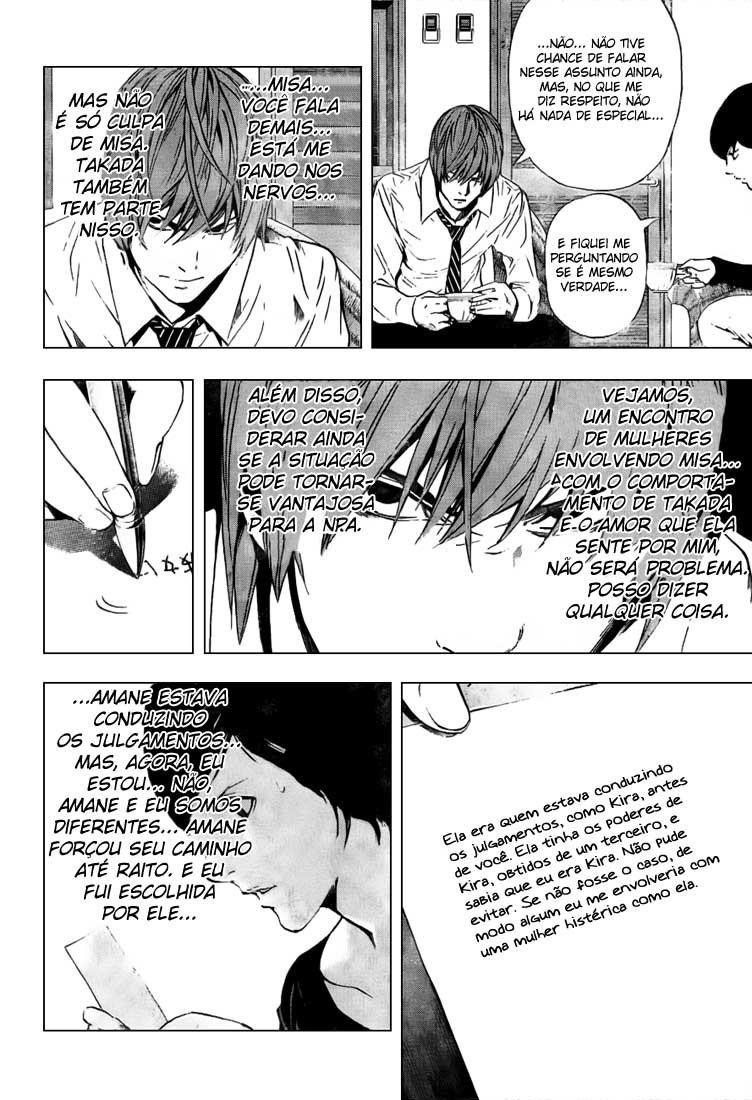 ...NÃO... NÃO TIVE
CHANCE DE FALAR
NESSE ASSUNTO AINDA,
MAS, NO QUE ME
DIZ RESPEITO, NÃO
HÁ NADA DE ESPECIAL...
E FIQUEI ME
PERGUNTANDO
SE É MESMO
VERDADE...
...MISA...
VOCÊ FALA
DEMAIS...
ESTÁ ME
DANDO NOS
NERVOS...
MAS NÃO
É SÓ CULPA
DE MISA. TAKADA
TAMBÉM
TEM PARTE
NISSO.
VEJAMOS,
UM ENCONTRO
DE MULHERES
ENVOLVENDO MISA...
COM O COMPORTA-
MENTO DE TAKADA
E O AMOR QUE ELA
SENTE POR MIM,
NÃO SERÁ PROBLEMA.
POSSO DIZER
QUALQUER COISA.
ALÉM DISSO,
DEVO CONSI-
DERAR AINDA
SE A SITUAÇÃO
PODE TORNAR-
SE VANTAJOSA
PARA A NPA.
Ela era quem estava conduzindo
os julgamentos, como Kira, antes
de você. Ela tinha os poderes de
Kira, obtidos de um terceiro, e
sabia que eu era Kira. Não pude
evitar. Se não fosse o caso, de
modo algum eu me envolveria com
uma mulher histérica como ela.
...AMANE ESTAVA
CONDUZINDO
OS JULGAMENTOS...
MAS, AGORA, EU
ESTOU... NÃO,
AMANE E EU SOMOS
DIFERENTES... AMANE
FORÇOU SEU CAMINHO
ATÉ RAITO. E EU
FUI ESCOLHIDA
POR ELE...